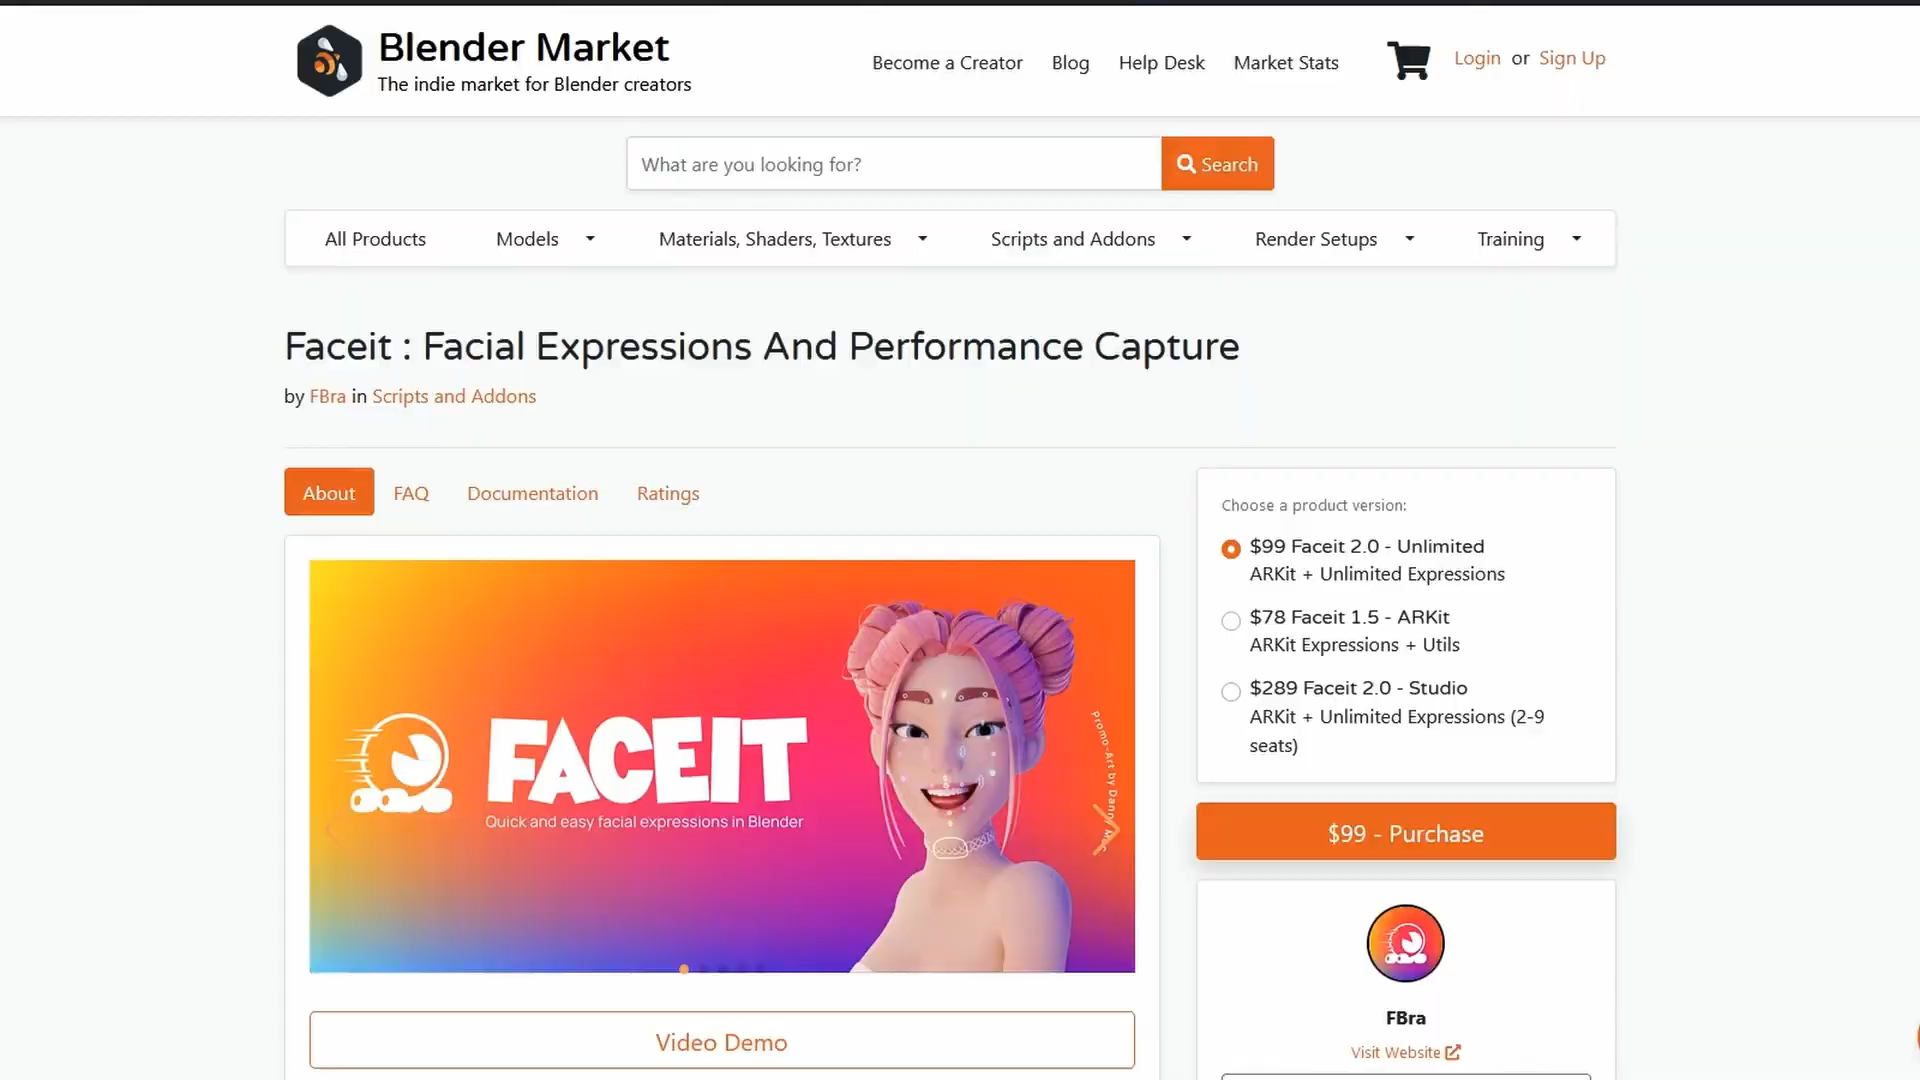 Blender Market
The indie market for Blender creators
Become a Creator
Blog
Help Desk
Market Stats
Login or Sign Up
What are you looking for?
Search
All Products
Models
Materials, Shaders, Textures
Scripts and Addons
Render Setups
Training
Faceit : Facial Expressions And Performance Capture
by FBra in Scripts and Addons
About
FAQ
Documentation
Ratings
FACEIT
Quick and easy facial expressions in Blender
Promo-Art by Danny Mac
Video Demo
Choose a product version:
$99 Faceit 2.0 - Unlimited
ARKit + Unlimited Expressions
$78 Faceit 1.5 - ARKit
ARKit Expressions + Utils
$289 Faceit 2.0 - Studio
ARKit + Unlimited Expressions (2-9
seats)
$99 - Purchase
FBra
Visit Website